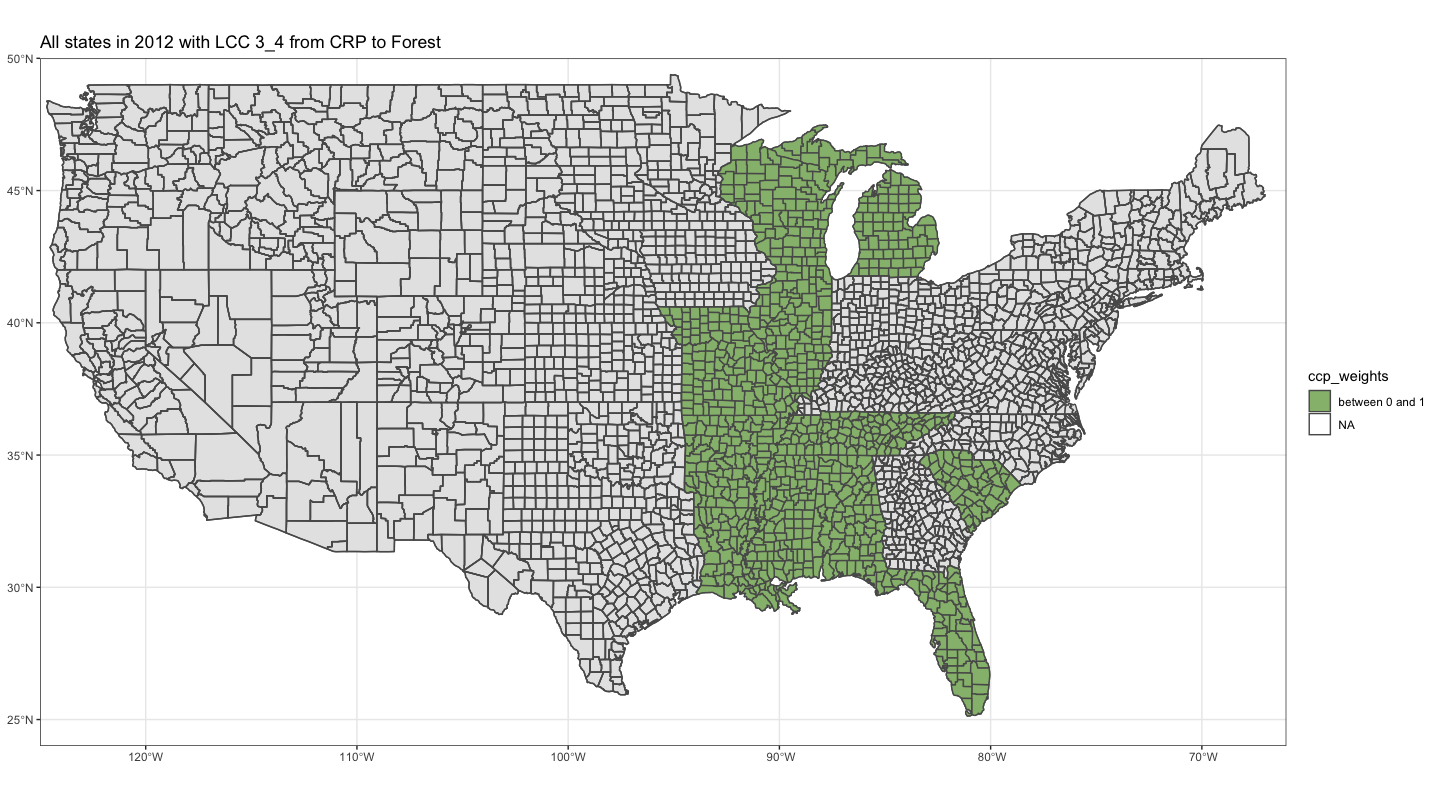 All states in 2012 with LCC 3_4 from CRP to Forest
50°N
45°N
40°N
35°N
30°N
25°N
120°W
110°W
100°W
90°W
80°W
70°W
ccp_weights
between 0 and 1
NA